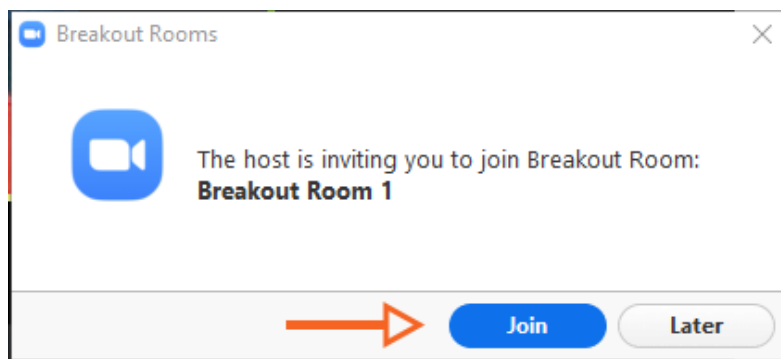 Breakout Rooms
The host is inviting you to join Breakout Room:
Breakout Room 1
Join
Later